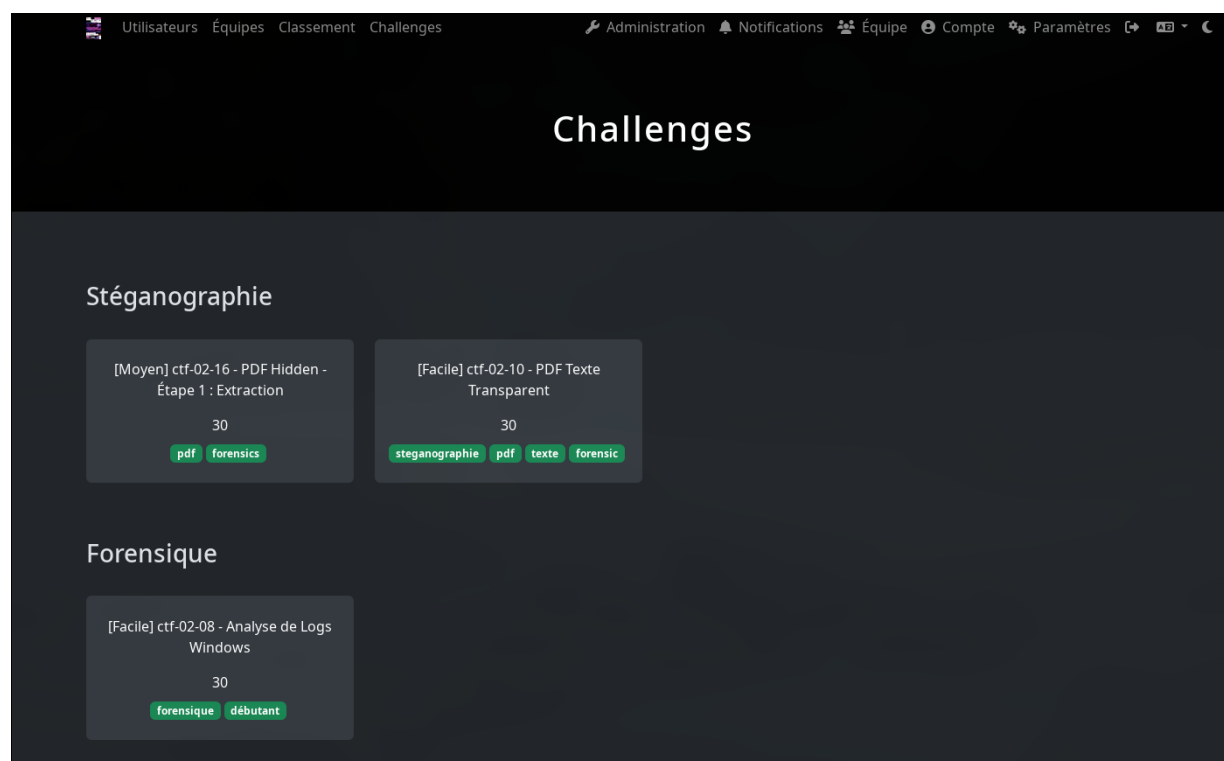 Utilisateurs Équipes Classement Challenges Administration Notifications Équipe Compte Paramètres
Challenges
Stéganographie
[Moyen] ctf-02-16 - PDF Hidden -
Étape 1 : Extraction
30
pdf forensics
[Facile] ctf-02-10 - PDF Texte
Transparent
30
steganographie pdf texte forensic
Forensique
[Facile] ctf-02-08 - Analyse de Logs
Windows
30
forensique débutant